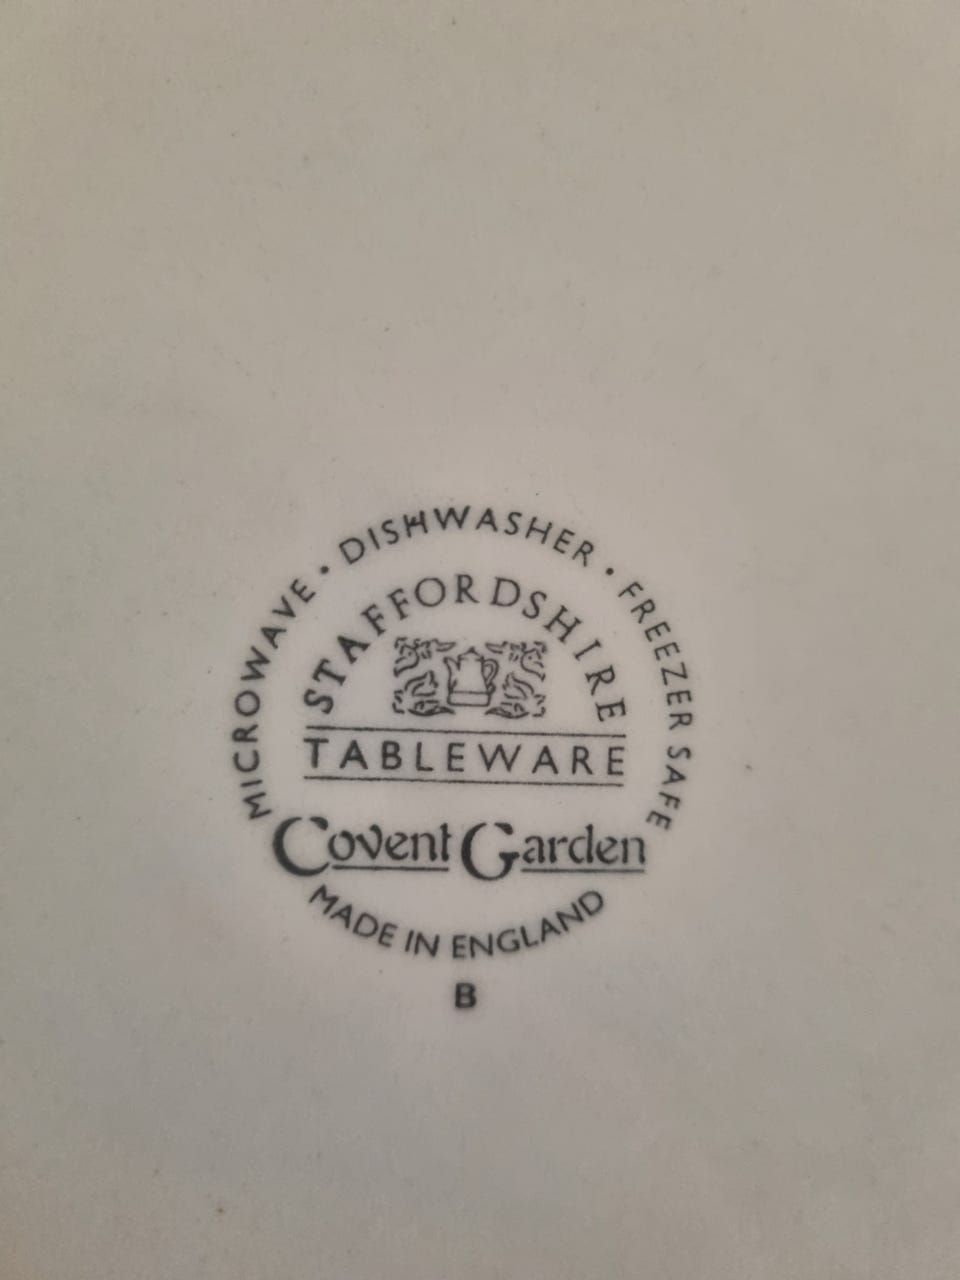 MICROWAVE • DISHWASHER • FREEZER SAFE
STAFFORDSHIRE
TABLEWARE
Covent Garden
MADE IN ENGLAND
B